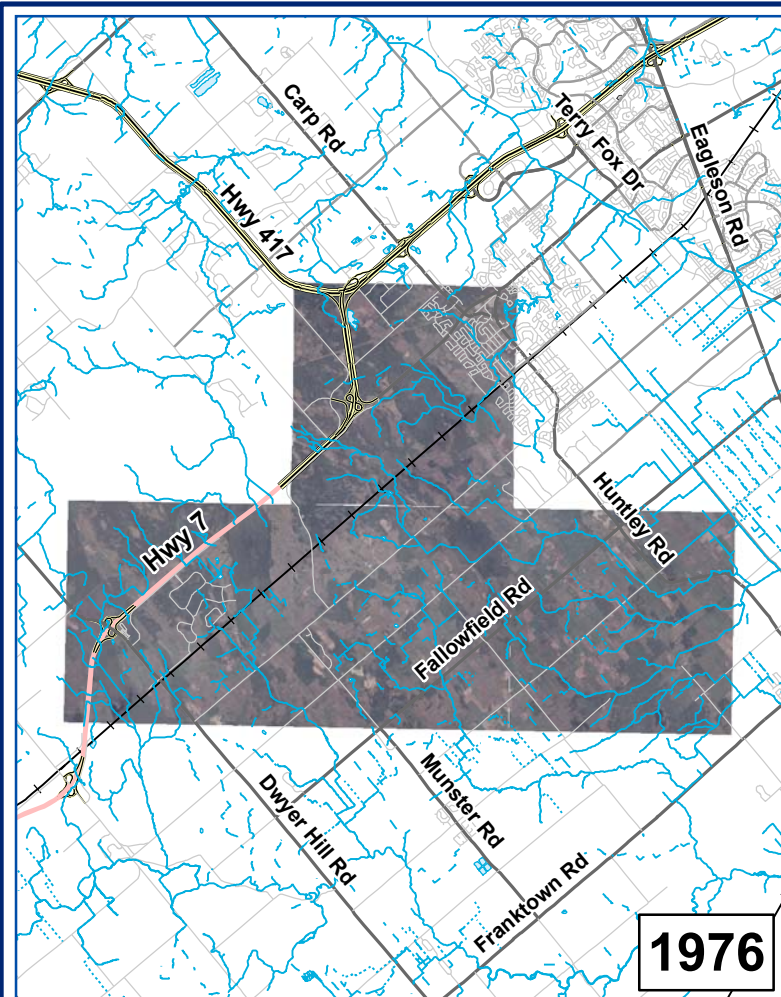 Carp Rd
Terry Fox Dr
Eagleson Rd
Hwy 417
Huntley Rd
Hwy 7
Fallowfield Rd
Munster Rd
Dwyer Hill Rd
Franktown Rd
1976